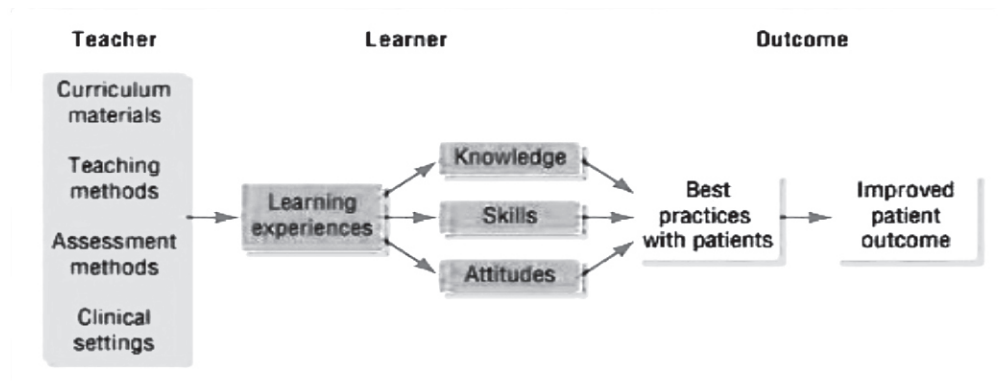 Teacher
Learner
Outcome
Curriculum
materials
Teaching
methods
Assessment
methods
Clinical
settings
Learning
experiences
Knowledge
Skills
Attitudes
Best
practices
with patients
Improved
patient
outcome